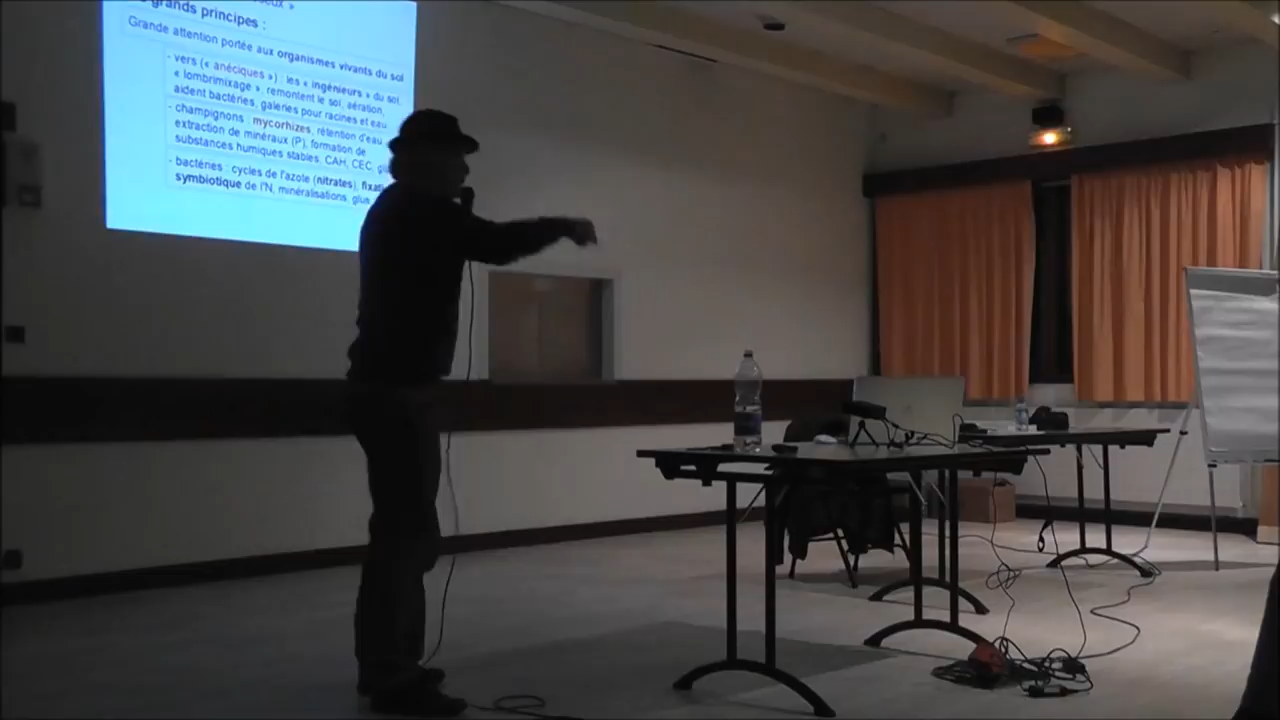 grands principes :
Grande attention portée aux organismes vivants du sol
- vers (« anéciques ») : les « ingénieurs » du sol,
« lombrimixage », remontent le sol, aération,
aident bactéries, galeries pour racines et eau
- champignons : mycorhizes, rétention d'eau
extraction de minéraux (P), formation de
substances humiques stables, CAH, CEC,
- bactéries : cycles de l'azote (nitrates),
symbiotique de l'N, minéralisations,